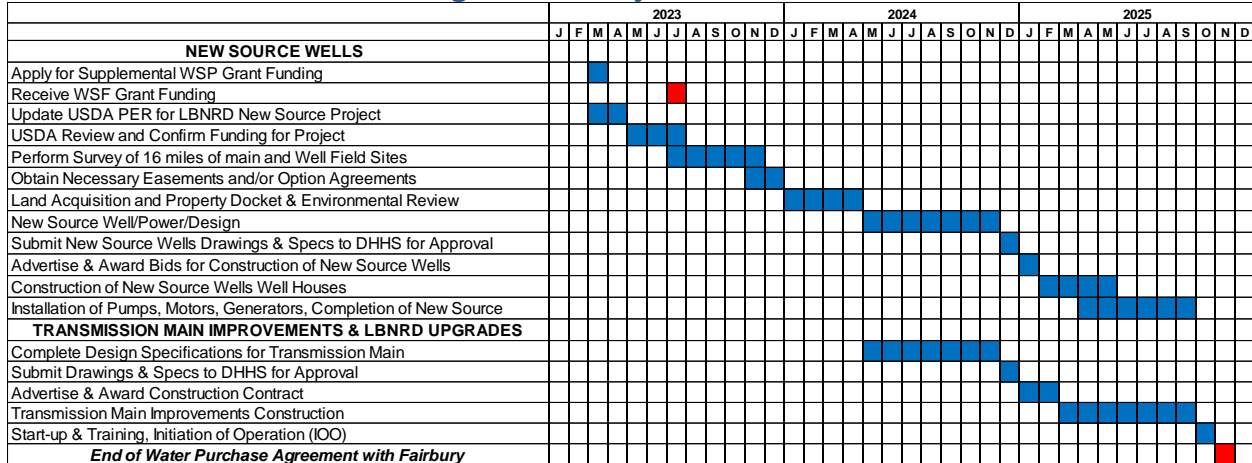 2023 2024 2025
J F M A M J J A S O N D J F M A M J J A S O N D J F M A M J J A S O N D
NEW SOURCE WELLS
Apply for Supplemental WSP Grant Funding
Receive WSF Grant Funding
Update USDA PER for LBNRD New Source Project
USDA Review and Confirm Funding for Project
Perform Survey of 16 miles of main and Well Field Sites
Obtain Necessary Easements and/or Option Agreements
Land Acquisition and Property Docket & Environmental Review
New Source Well/Power/Design
Submit New Source Wells Drawings & Specs to DHHS for Approval
Advertise & Award Bids for Construction of New Source Wells
Construction of New Source Wells Well Houses
Installation of Pumps, Motors, Generators, Completion of New Source
TRANSMISSION MAIN IMPROVEMENTS & LBNRD UPGRADES
Complete Design Specifications for Transmission Main
Submit Drawings & Specs to DHHS for Approval
Advertise & Award Construction Contract
Transmission Main Improvements Construction
Start-up & Training, Initiation of Operation (IOO)
End of Water Purchase Agreement with Fairbury